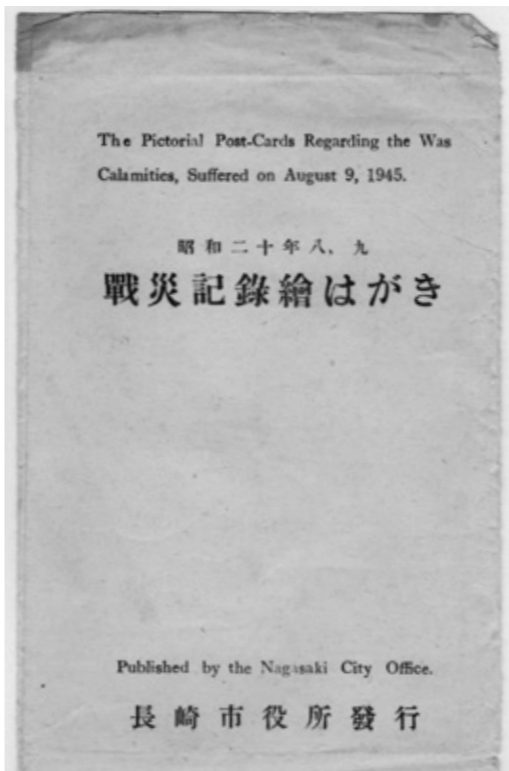 The Pictorial Post-Cards Regarding the Was
Calamities, Suffered on August 9, 1945.
昭和二十年八、九
戰災記錄繪はがき
Published by the Nagasaki City Office.
長崎市役所發行